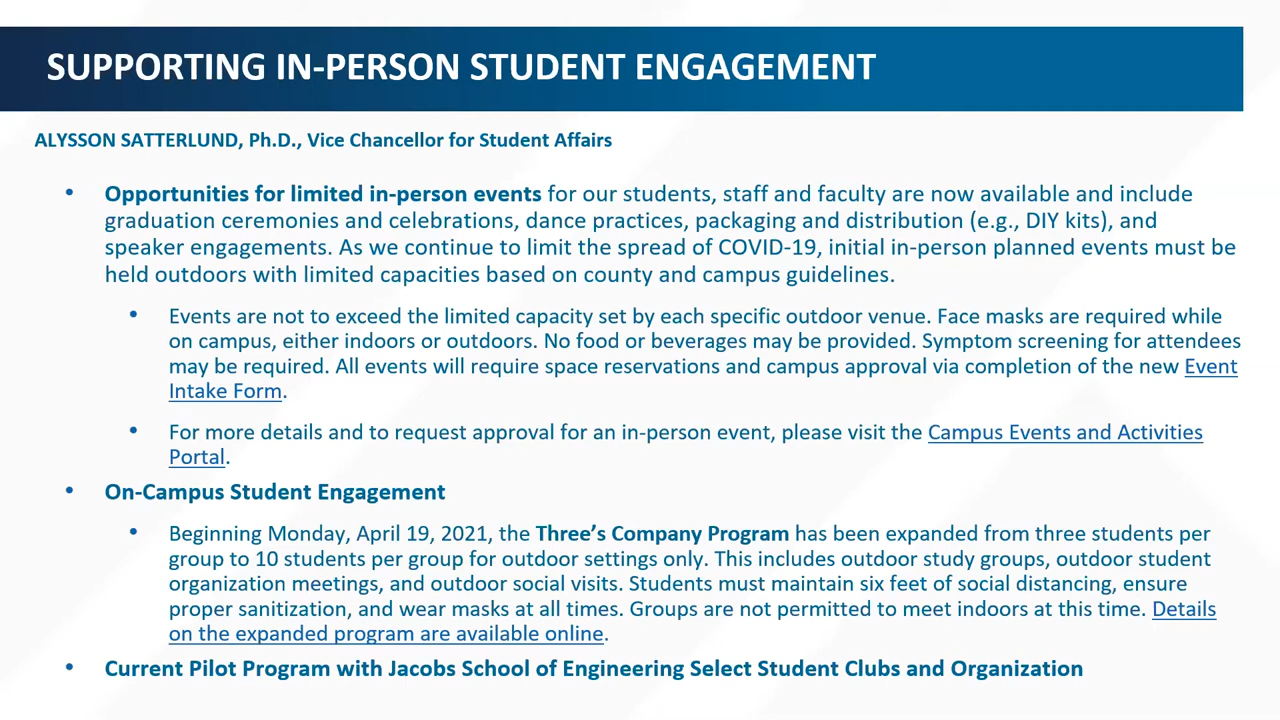 SUPPORTING IN-PERSON STUDENT ENGAGEMENT
ALYSSON SATTERLUND, Ph.D., Vice Chancellor for Student Affairs
• Opportunities for limited in-person events for our students, staff and faculty are now available and include
graduation ceremonies and celebrations, dance practices, packaging and distribution (e.g., DIY kits), and
speaker engagements. As we continue to limit the spread of COVID-19, initial in-person planned events must be
held outdoors with limited capacities based on county and campus guidelines.
• Events are not to exceed the limited capacity set by each specific outdoor venue. Face masks are required while
on campus, either indoors or outdoors. No food or beverages may be provided. Symptom screening for attendees
may be required. All events will require space reservations and campus approval via completion of the new Event
Intake Form.
• For more details and to request approval for an in-person event, please visit the Campus Events and Activities
Portal.
• On-Campus Student Engagement
• Beginning Monday, April 19, 2021, the Three’s Company Program has been expanded from three students per
group to 10 students per group for outdoor settings only. This includes outdoor study groups, outdoor student
organization meetings, and outdoor social visits. Students must maintain six feet of social distancing, ensure
proper sanitization, and wear masks at all times. Groups are not permitted to meet indoors at this time. Details
on the expanded program are available online.
• Current Pilot Program with Jacobs School of Engineering Select Student Clubs and Organization